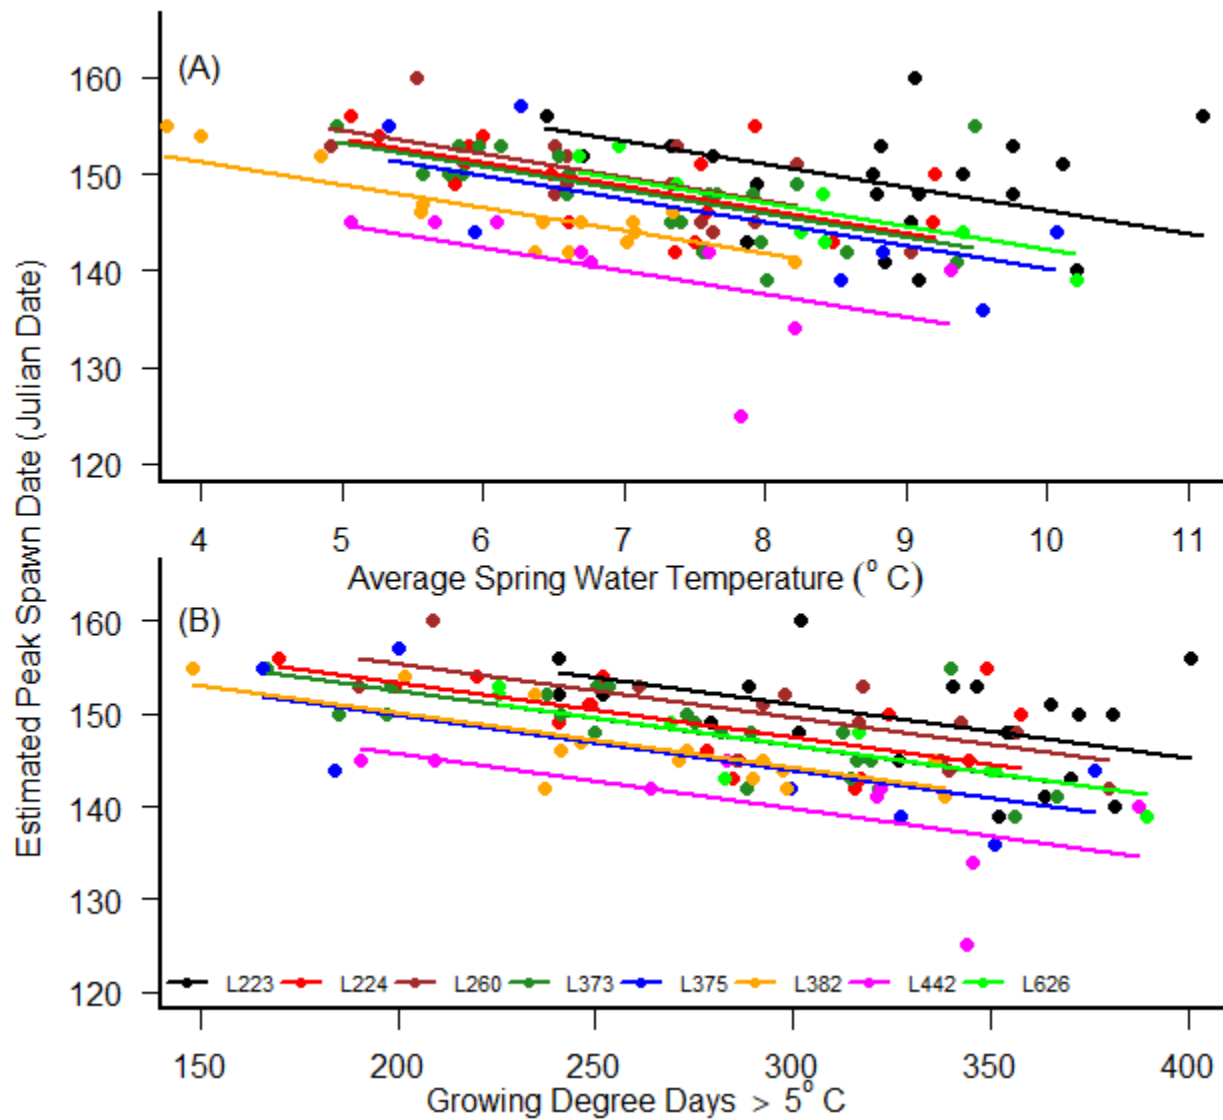 Estimated Peak Spawn Date (Julian Date)
(A)
160
150
140
130
120
4 5 6 7 8 9 10 11
Average Spring Water Temperature (° C)
(B)
160
150
140
130
120
L223 L224 L260 L373 L375 L382 L442 L626
150 200 250 300 350 400
Growing Degree Days > 5° C